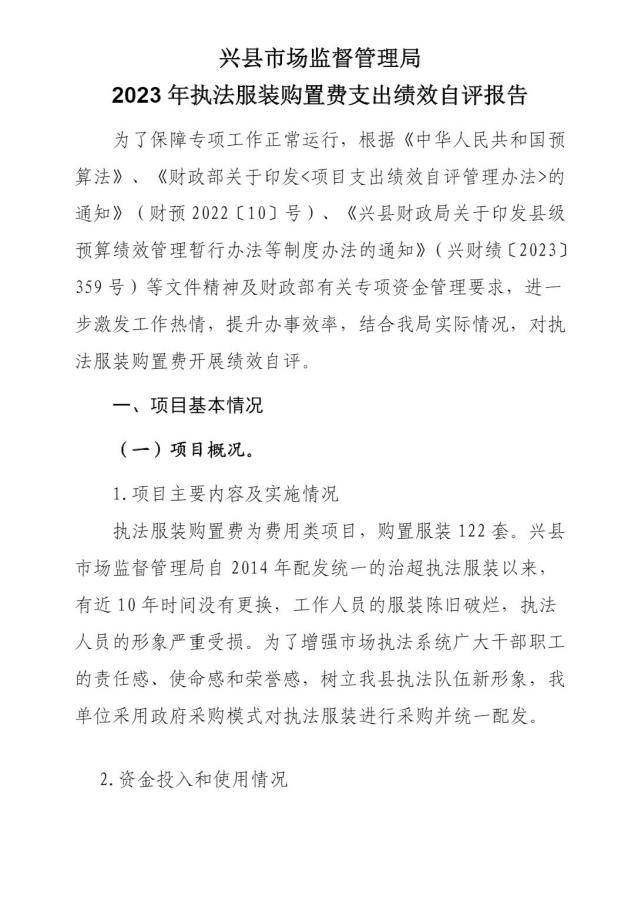 兴县市场监督管理局
2023年执法服装购置费支出绩效自评报告
为了保障专项工作正常运行，根据《中华人民共和国预
算法》、《财政部关于印发<项目支出绩效自评管理办法>的
通知》（财预 2022〔10〕号）、《兴县财政局关于印发县级
预算绩效管理暂行办法等制度办法的通知》（兴财绩〔2023〕
359 号）等文件精神及财政部有关专项资金管理要求，进一
步激发工作热情，提升办事效率，结合我局实际情况，对执
法服装购置费开展绩效自评。
一、项目基本情况
（一）项目概况。
1.项目主要内容及实施情况
执法服装购置费为费用类项目，购置服装 122 套。兴县
市场监督管理局自 2014 年配发统一的治超执法服装以来，
有近 10 年时间没有更换，工作人员的服装陈旧破烂，执法
人员的形象严重受损。为了增强市场执法系统广大干部职工
的责任感、使命感和荣誉感，树立我县执法队伍新形象，我
单位采用政府采购模式对执法服装进行采购并统一配发。
2.资金投入和使用情况